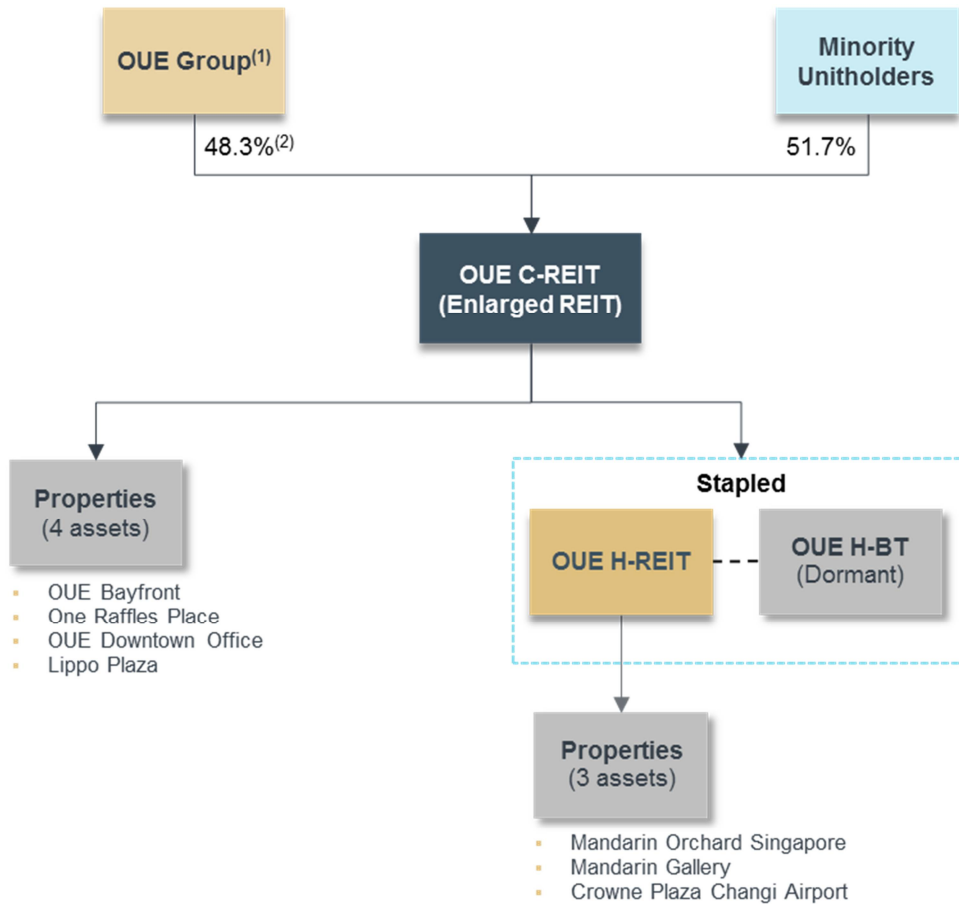 OUE Group(1)
Minority
Unitholders
48.3%(2)
51.7%
OUE C-REIT
(Enlarged REIT)
Properties
(4 assets)
▪ OUE Bayfront
▪ One Raffles Place
▪ OUE Downtown Office
▪ Lippo Plaza
Stapled
OUE H-REIT
OUE H-BT
(Dormant)
Properties
(3 assets)
▪ Mandarin Orchard Singapore
▪ Mandarin Gallery
▪ Crowne Plaza Changi Airport